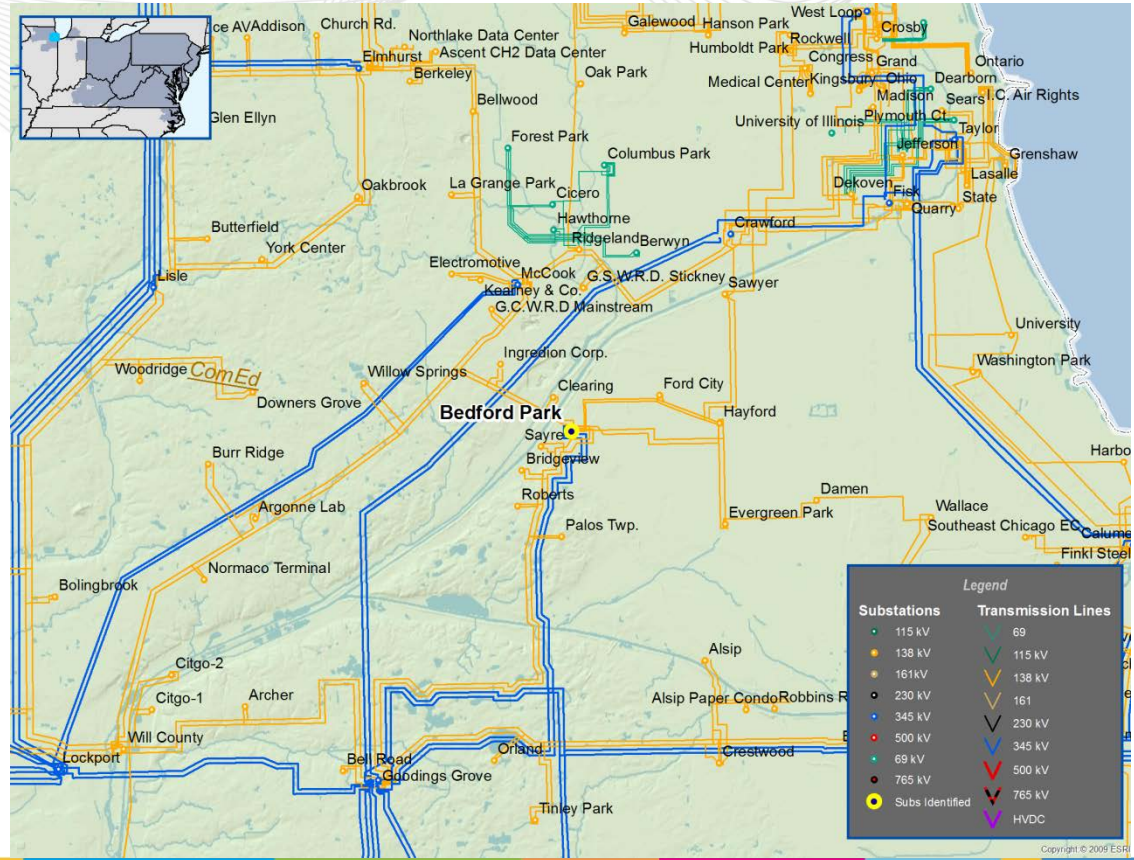 ce AV
Addison
Church Rd.
Galewood
Hanson Park
West Loop
Crosby
Northlake Data Center
Humboldt Park
Rockwell
Elmhurst
Ascent CH2 Data Center
Congress
Grand
Ontario
Berkeley
Oak Park
Medical Center
Kingsbury
Ohio
Dearborn
Madison
Sears
I.C. Air Rights
Glen Ellyn
Bellwood
University of Illinois
Plymouth Ct.
Taylor
Forest Park
Jefferson
Columbus Park
Grenshaw
Lasalle
Oakbrook
La Grange Park
Cicero
Dekoven
Fisk
State
Hawthorne
Quarry
Butterfield
Ridgeland
Berwyn
Crawford
York Center
Electromotive
McCook
G.S.W.R.D. Stickney
Lisle
Kearney & Co.
Sawyer
G.C.W.R.D Mainstream
University
Ingredion Corp.
Washington Park
Woodridge
ComEd
Willow Springs
Clearing
Ford City
Downers Grove
Bedford Park
Hayford
Sayre
Burr Ridge
Bridgeview
Harbo
Roberts
Damen
Argonne Lab
Wallace
Palos Twp.
Evergreen Park
Southeast Chicago EC
Calume
Finkl Steel
Normaco Terminal
Bolingbrook
Alsip
Citgo-2
Citgo-1
Archer
Alsip Paper Condo
Robbins R
Will County
Lockport
Orland
Crestwood
Bell Road
Goodings Grove
Tinley Park
Legend
Substations
115 kV
138 kV
161kV
230 kV
345 kV
500 kV
69 kV
765 kV
Subs Identified
Transmission Lines
69
115 kV
138 kV
161
230 kV
345 kV
500 kV
765 kV
HVDC
Copyright © 2009 ESRI